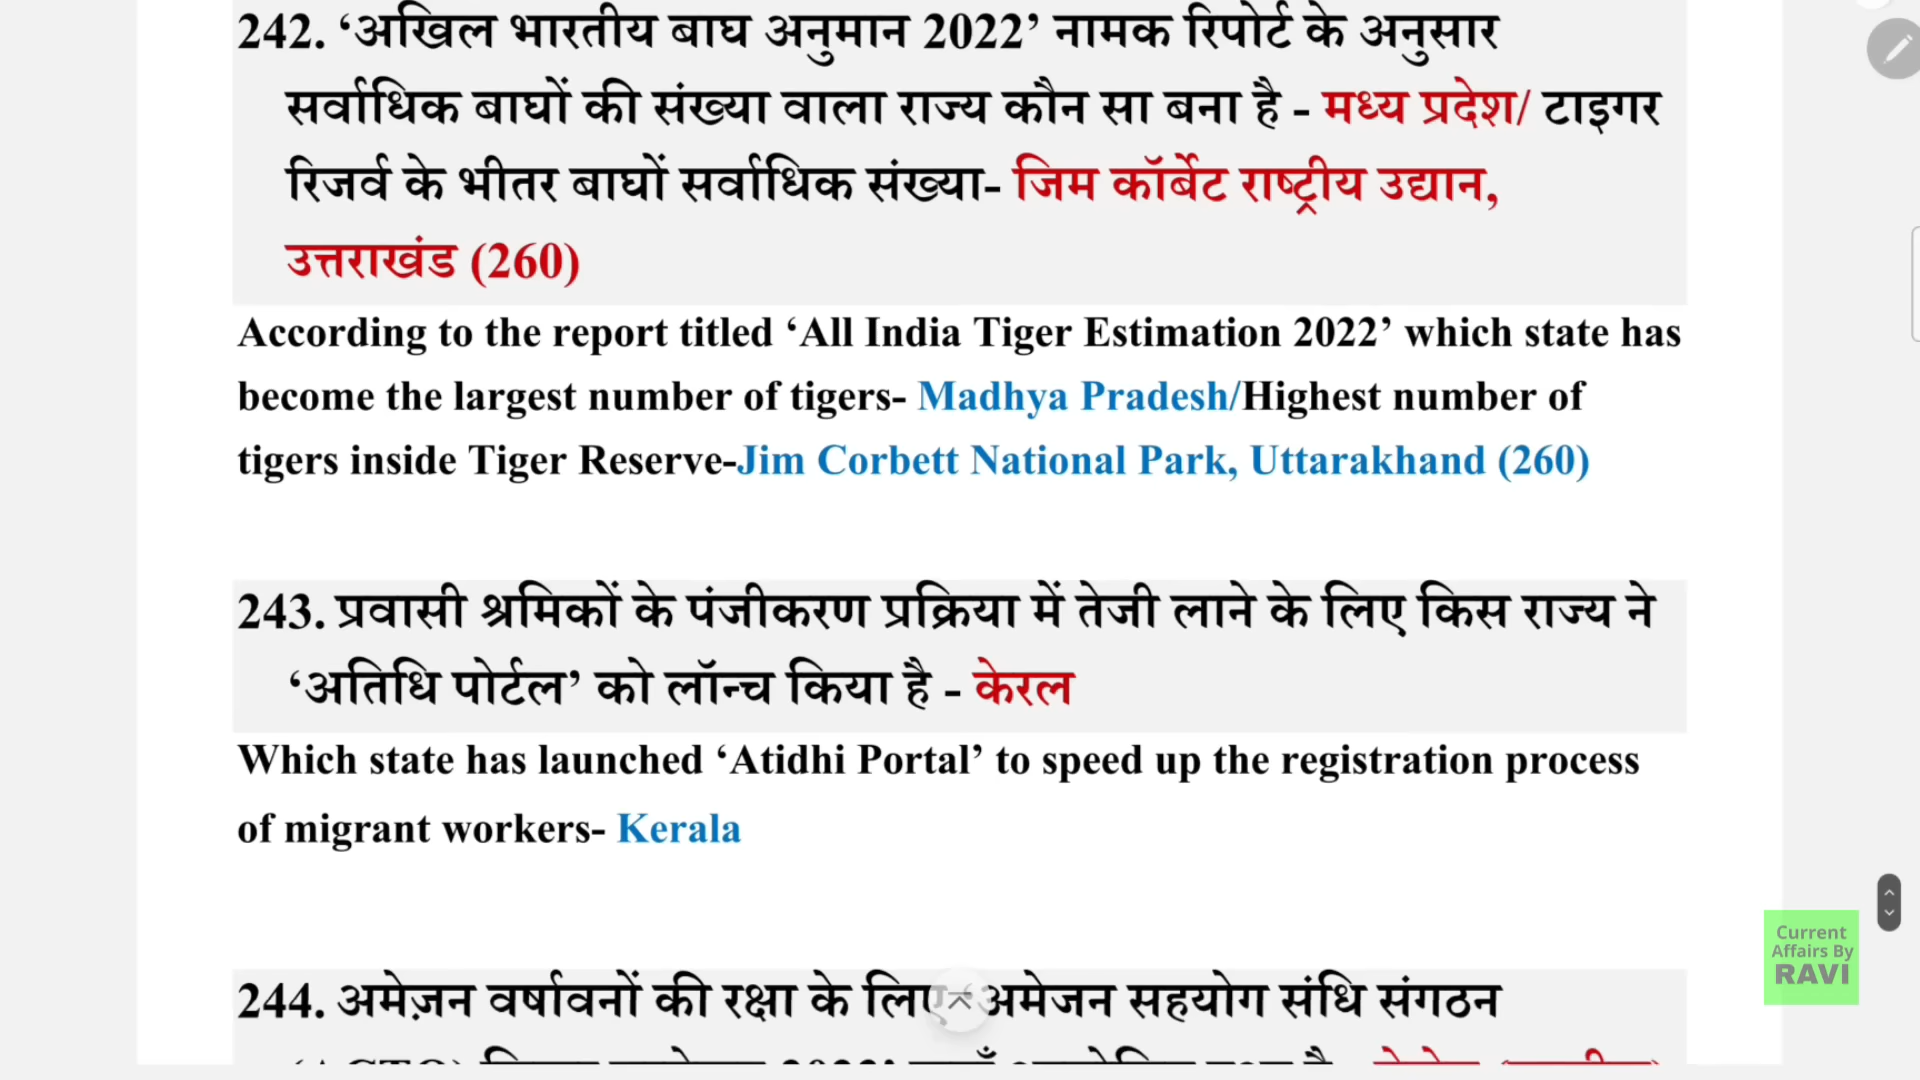 242. ‘अखिल भारतीय बाघ अनुमान 2022’ नामक रिपोर्ट के अनुसार
सर्वाधिक बाघों की संख्या वाला राज्य कौन सा बना है - मध्य प्रदेश/ टाइगर
रिजर्व के भीतर बाघों सर्वाधिक संख्या- जिम कॉर्बेट राष्ट्रीय उद्यान,
उत्तराखंड (260)
According to the report titled ‘All India Tiger Estimation 2022’ which state has
become the largest number of tigers- Madhya Pradesh/Highest number of
tigers inside Tiger Reserve-Jim Corbett National Park, Uttarakhand (260)
243. प्रवासी श्रमिकों के पंजीकरण प्रक्रिया में तेजी लाने के लिए किस राज्य ने
‘अतिधि पोर्टल’ को लॉन्च किया है - केरल
Which state has launched ‘Atidhi Portal’ to speed up the registration process
of migrant workers- Kerala
244. अमेज़न वर्षावनों की रक्षा के लिए अमेजन सहयोग संधि संगठन
Current
Affairs By
RAVI